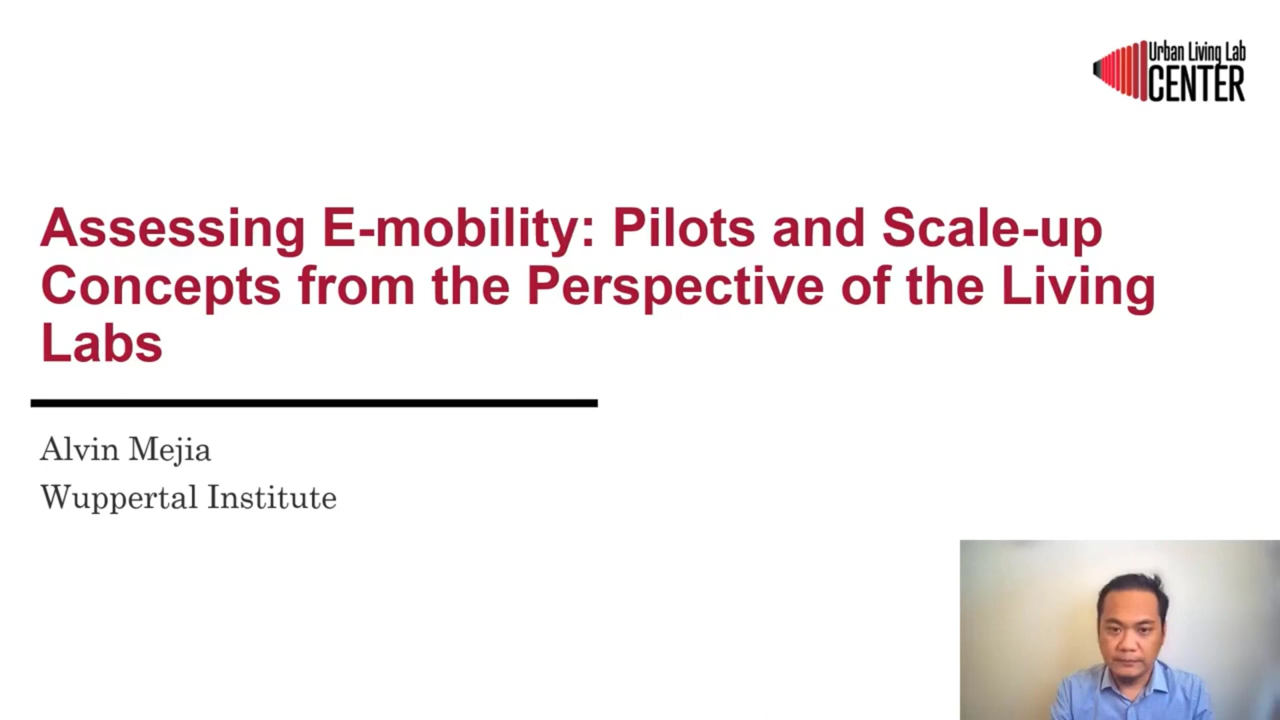 Urban Living Lab
CENTER
Assessing E-mobility: Pilots and Scale-up
Concepts from the Perspective of the Living
Labs
Alvin Mejia
Wuppertal Institute